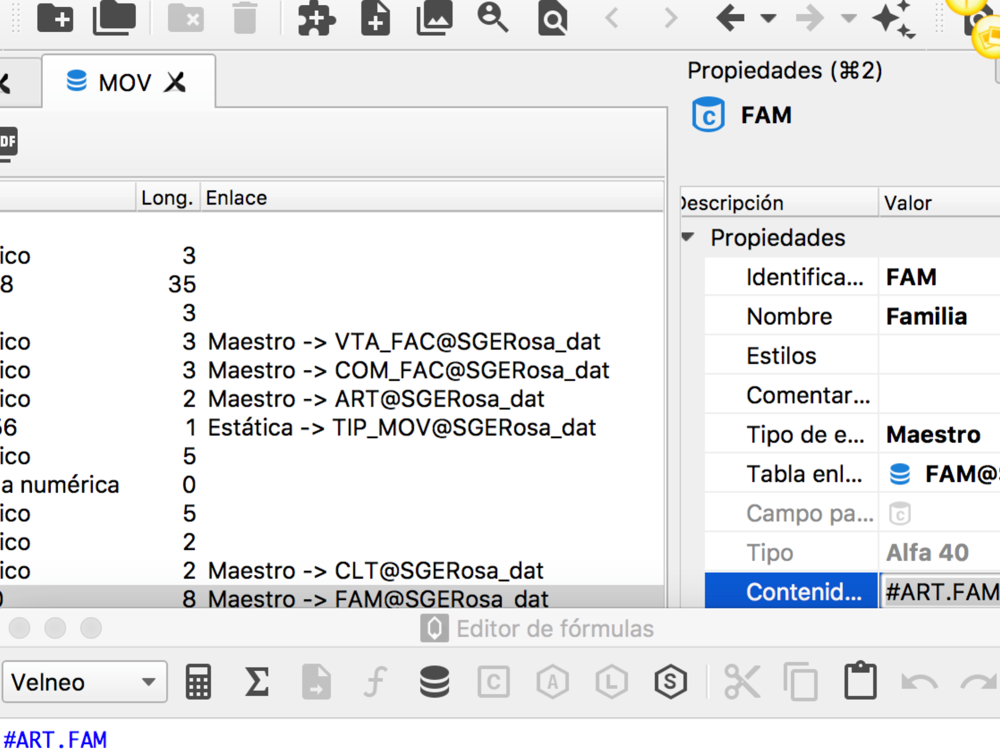 MOV
Propiedades (⌘2)
FAM
DF
Long. Enlace
Descripción Valor
Propiedades
ico 3
8 35
3
ico 3 Maestro -> VTA_FAC@SGERosa_dat
ico 3 Maestro -> COM_FAC@SGERosa_dat
ico 2 Maestro -> ART@SGERosa_dat
56 1 Estática -> TIP_MOV@SGERosa_dat
ico 5
a numérica 0
ico 5
ico 2
ico 2 Maestro -> CLT@SGERosa_dat
0 8 Maestro -> FAM@SGERosa_dat
Identifica... FAM
Nombre Familia
Estilos
Comentar...
Tipo de e... Maestro
Tabla enl... FAM@S
Campo pa... c
Tipo Alfa 40
Contenid... #ART.FAM
Editor de fórmulas
Velneo
#ART.FAM